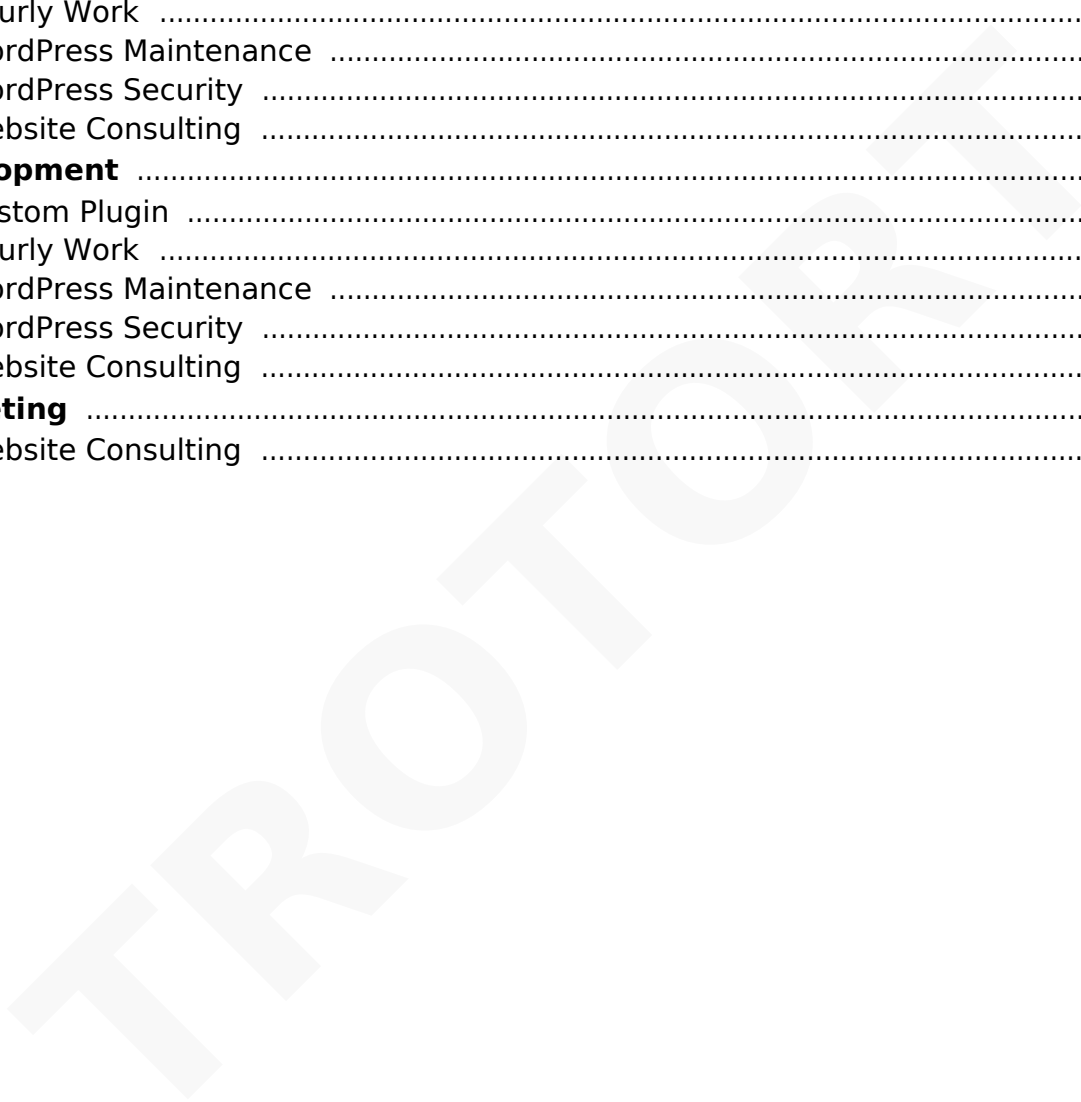 urly Work ........................................................................................................................
ordPress Maintenance ........................................................................................................................
ordPress Security ........................................................................................................................
ebsite Consulting ........................................................................................................................
opment ........................................................................................................................
stom Plugin ........................................................................................................................
urly Work ........................................................................................................................
ordPress Maintenance ........................................................................................................................
ordPress Security ........................................................................................................................
ebsite Consulting ........................................................................................................................
ting ........................................................................................................................
ebsite Consulting ........................................................................................................................
TROTORT